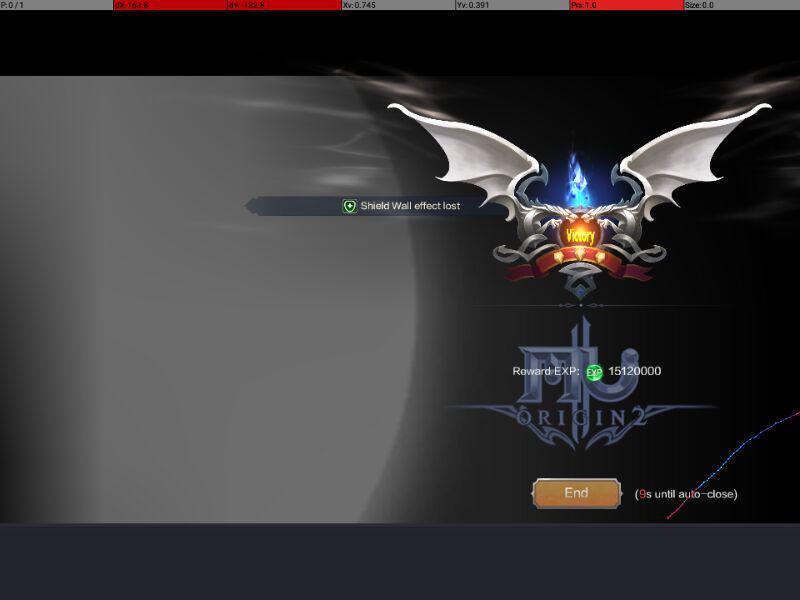 P: 0 / 1 dX: 163.8 dY: -132.8 Xv: 0.745 Yv: 0.391 Prs: 1.0 Size: 0.0
Shield Wall effect lost
Victory
MU
Reward EXP: EXP 15120000
ORIGIN2
End (9s until auto-close)